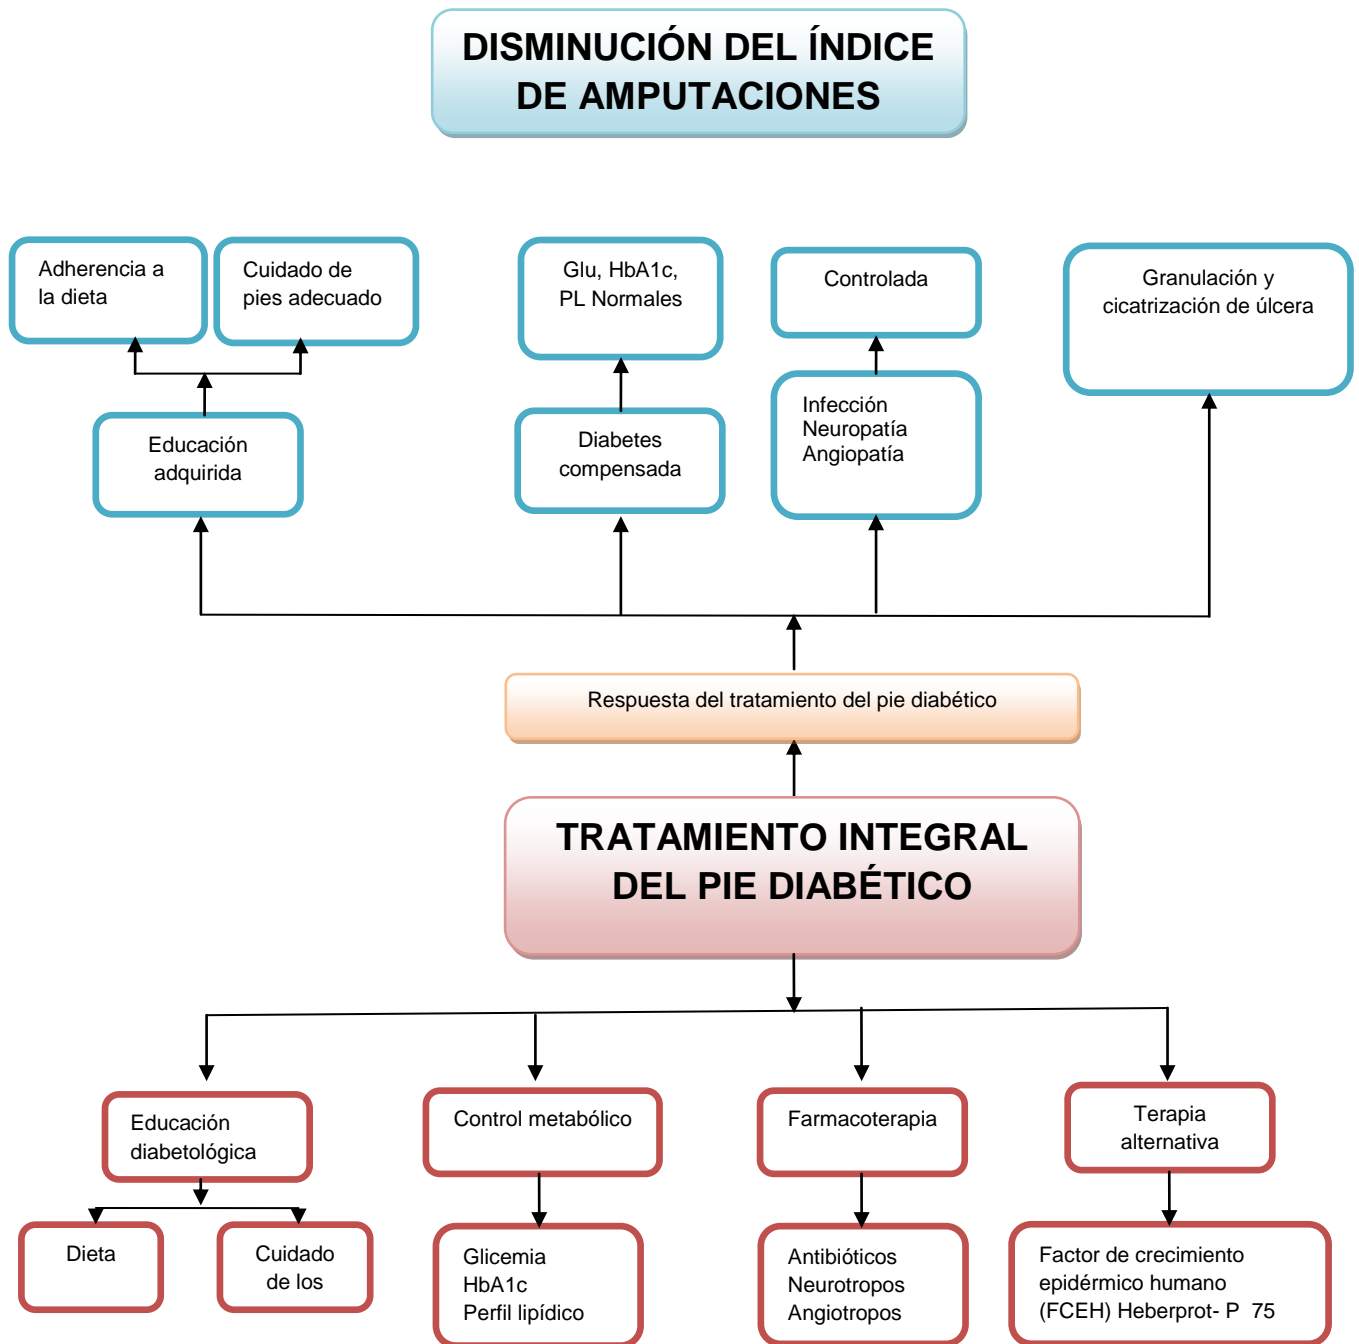 DISMINUCIÓN DEL ÍNDICE
DE AMPUTACIONES
Adherencia a
la dieta
Cuidado de
pies adecuado
Glu, HbA1c,
PL Normales
Controlada
Granulación y
cicatrización de úlcera
Educación
adquirida
Diabetes
compensada
Infección
Neuropatía
Angiopatía
Respuesta del tratamiento del pie diabético
TRATAMIENTO INTEGRAL
DEL PIE DIABÉTICO
Educación
diabetológica
Control metabólico
Farmacoterapia
Terapia
alternativa
Dieta
Cuidado
de los
Glicemia
HbA1c
Perfil lipídico
Antibióticos
Neurotropos
Angiotropos
Factor de crecimiento
epidérmico humano
(FCEH) Heberprot- P 75